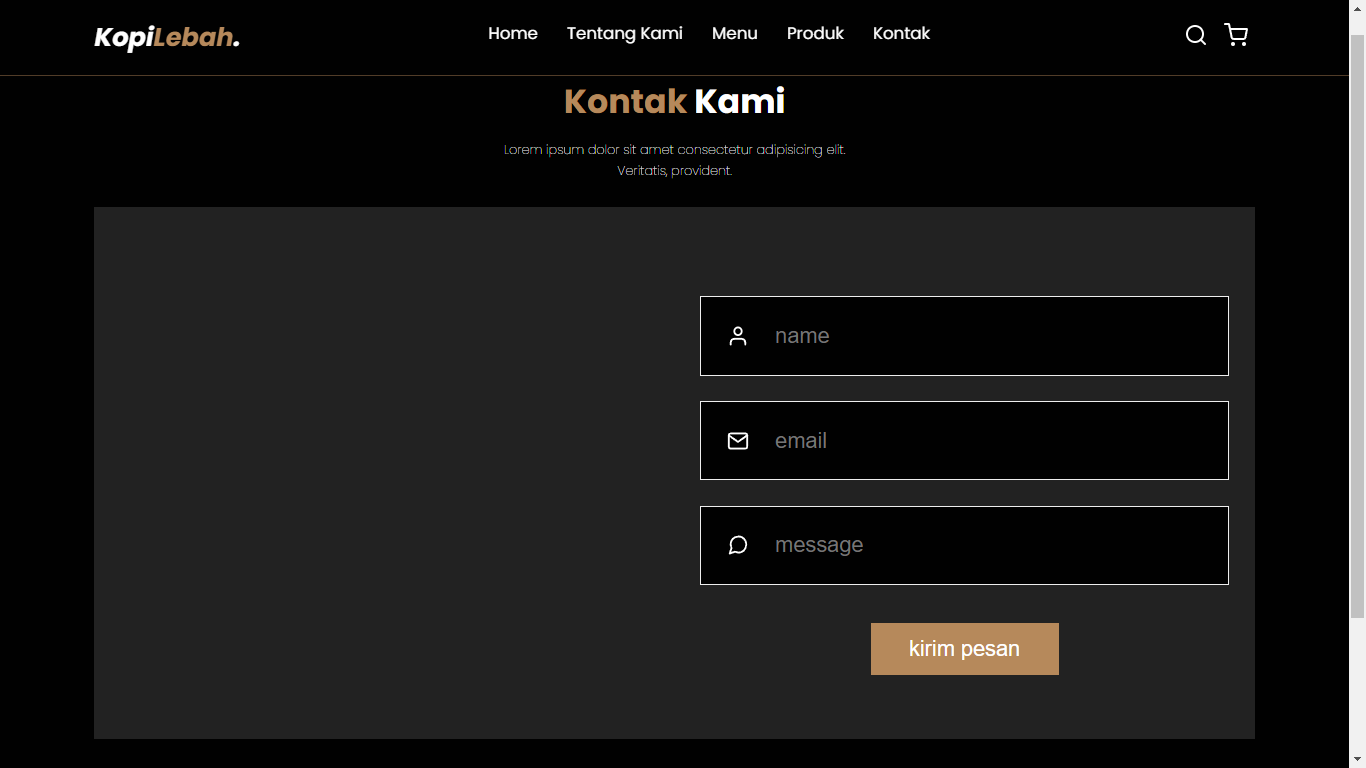 KopiLebah.
Home Tentang Kami Menu Produk Kontak
Kontak Kami
Lorem ipsum dolor sit amet consectetur adipisicing elit.
Veritatis, provident.
name
email
message
kirim pesan